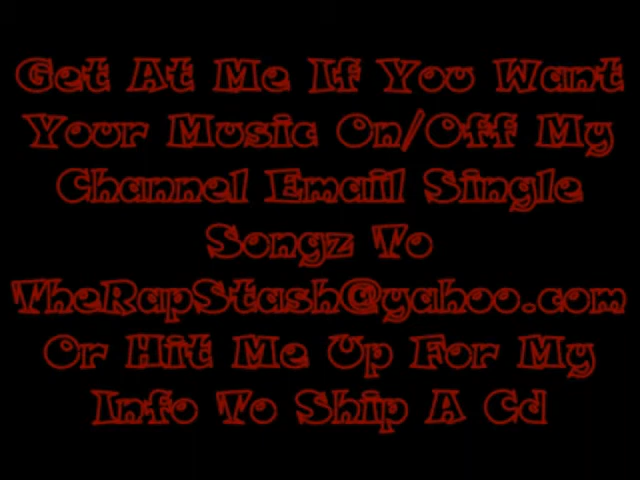 Get At Me If You Want
Your Music On/Off My
Channel Email Single
Songz To
TheRapStash@yahoo.com
Or Hit Me Up For My
Info To Ship A Cd